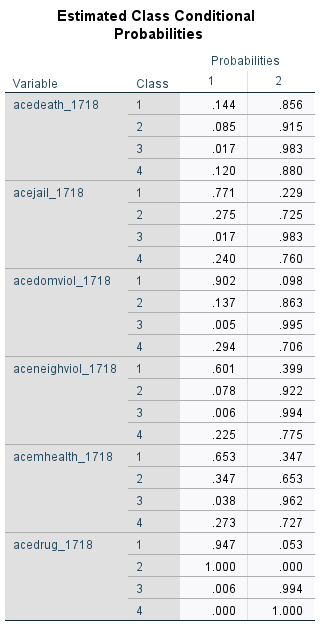 Estimated Class Conditional
Probabilities
Probabilities
Variable Class 1 2
acedeath_1718 1 .144 .856
2 .085 .915
3 .017 .983
4 .120 .880
acejail_1718 1 .771 .229
2 .275 .725
3 .017 .983
4 .240 .760
acedomviol_1718 1 .902 .098
2 .137 .863
3 .005 .995
4 .294 .706
aceneighviol_1718 1 .601 .399
2 .078 .922
3 .006 .994
4 .225 .775
acemhealth_1718 1 .653 .347
2 .347 .653
3 .038 .962
4 .273 .727
acedrug_1718 1 .947 .053
2 1.000 .000
3 .006 .994
4 .000 1.000